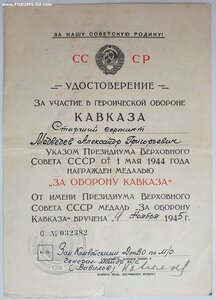 © www.FORUMS-SU.com
ЗА НАШУ СОВЕТСКУЮ РОДИНУ!
СС СР
УДОСТОВЕРЕНИЕ
ЗА УЧАСТИЕ В ГЕРОИЧЕСКОЙ ОБОРОНЕ
КАВКАЗА
Старший сержант
Медведев Александр Григорьевич
УКАЗОМ ПРЕЗИДИУМА ВЕРХОВНОГО
СОВЕТА СССР ОТ 1 МАЯ 1944 ГОДА
НАГРАЖДЕН МЕДАЛЬЮ
"ЗА ОБОРОНУ КАВКАЗА"
ОТ ИМЕНИ ПРЕЗИДИУМА ВЕРХОВНОГО
СОВЕТА СССР МЕДАЛЬ "ЗА ОБОРОНУ
КАВКАЗА" ВРУЧЕНА 4 ноября 1945 г.
С № 032382